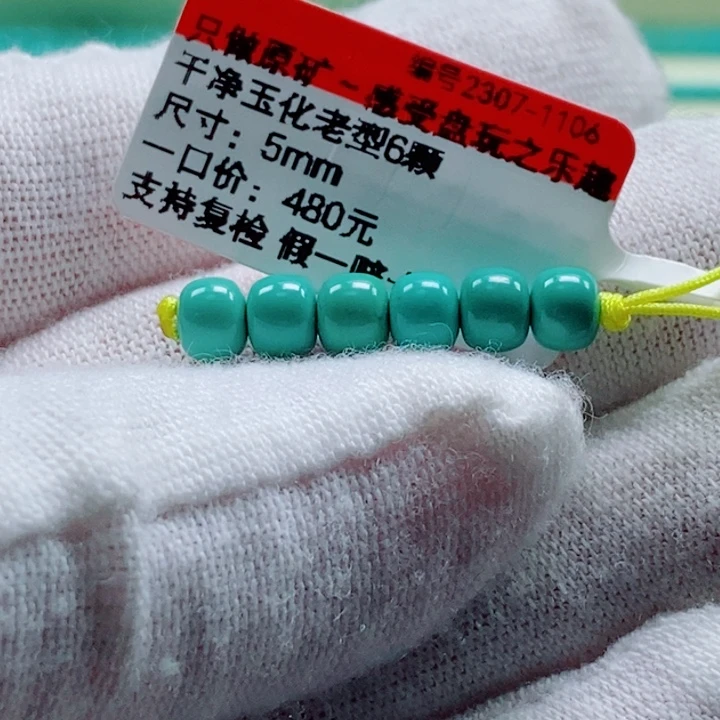 编号2307-1106
只做原矿~感受盘玩之乐趣
干净玉化老型6颗
尺寸：5mm
一口价：480元
支持复检 假一赔